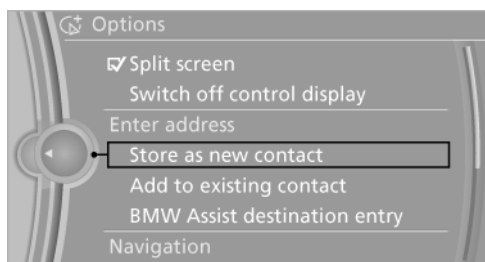 Options
Split screen
Switch off control display
Enter address
Store as new contact
Add to existing contact
BMW Assist destination entry
Navigation